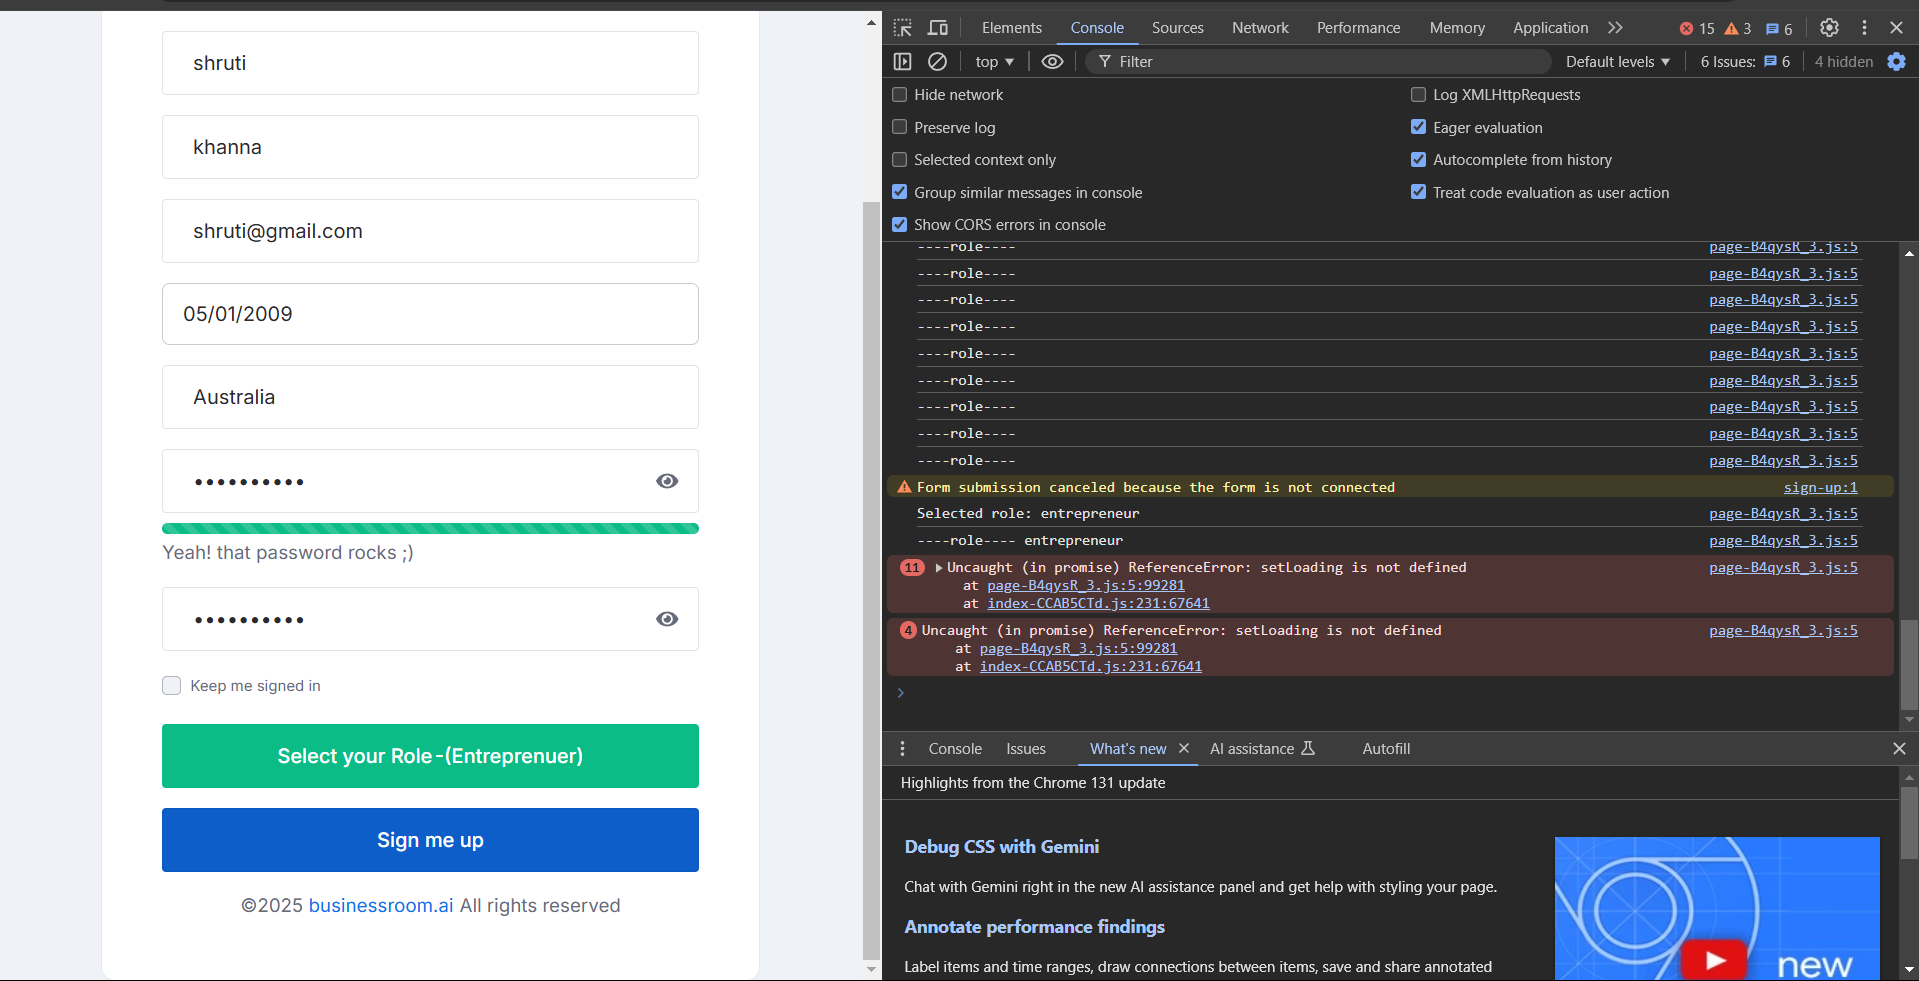 shruti
khanna
shruti@gmail.com
05/01/2009
Australia
••••••••••
Yeah! that password rocks ;)
••••••••••
Keep me signed in
Select your Role -(Entreprenuer)
Sign me up
©2025 businessroom.ai All rights reserved
Elements Console Sources Network Performance Memory Application 15 3 6
top Filter Default levels 6 Issues: 6 4 hidden
Hide network Log XMLHttpRequests
Preserve log Eager evaluation
Selected context only Autocomplete from history
Group similar messages in console Treat code evaluation as user action
Show CORS errors in console
----role---- page-B4qysR_3.js:5
----role---- page-B4qysR_3.js:5
----role---- page-B4qysR_3.js:5
----role---- page-B4qysR_3.js:5
----role---- page-B4qysR_3.js:5
----role---- page-B4qysR_3.js:5
----role---- page-B4qysR_3.js:5
----role---- page-B4qysR_3.js:5
----role---- page-B4qysR_3.js:5
Form submission canceled because the form is not connected sign-up:1
Selected role: entrepreneur page-B4qysR_3.js:5
----role---- entrepreneur page-B4qysR_3.js:5
11 Uncaught (in promise) ReferenceError: setLoading is not defined page-B4qysR_3.js:5
at page-B4qysR_3.js:5:99281
at index-CCAB5CTd.js:231:67641
4 Uncaught (in promise) ReferenceError: setLoading is not defined page-B4qysR_3.js:5
at page-B4qysR_3.js:5:99281
at index-CCAB5CTd.js:231:67641
Console Issues What's new AI assistance Autofill
Highlights from the Chrome 131 update
Debug CSS with Gemini
Chat with Gemini right in the new AI assistance panel and get help with styling your page.
Annotate performance findings
Label items and time ranges, draw connections between items, save and share annotated
new